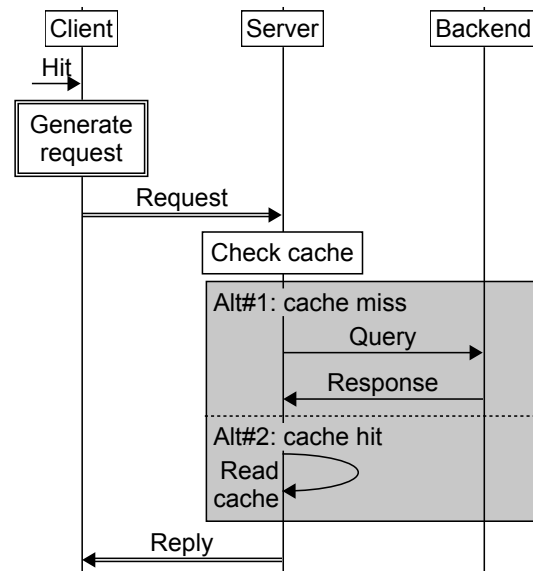 Client
Server
Backend
Hit
Generate
request
Request
Check cache
Alt#1: cache miss
Query
Response
Alt#2: cache hit
Read
cache
Reply